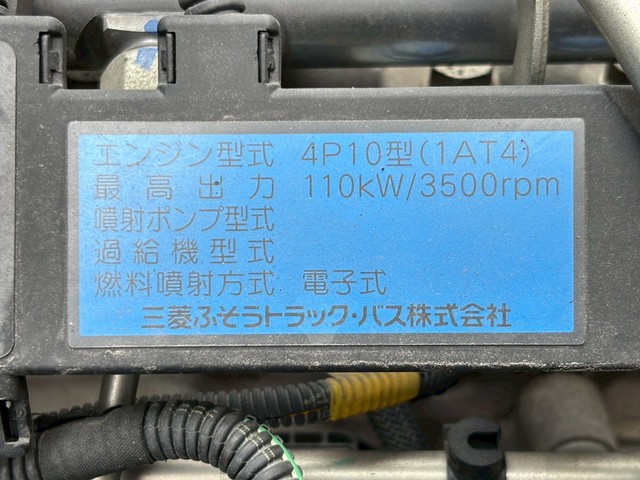 エンジン型式 4P10型(1AT4)
最高出力 110kW/3500rpm
噴射ポンプ型式
過給機型式
燃料噴射方式 電子式
三菱ふそうトラック・バス株式会社